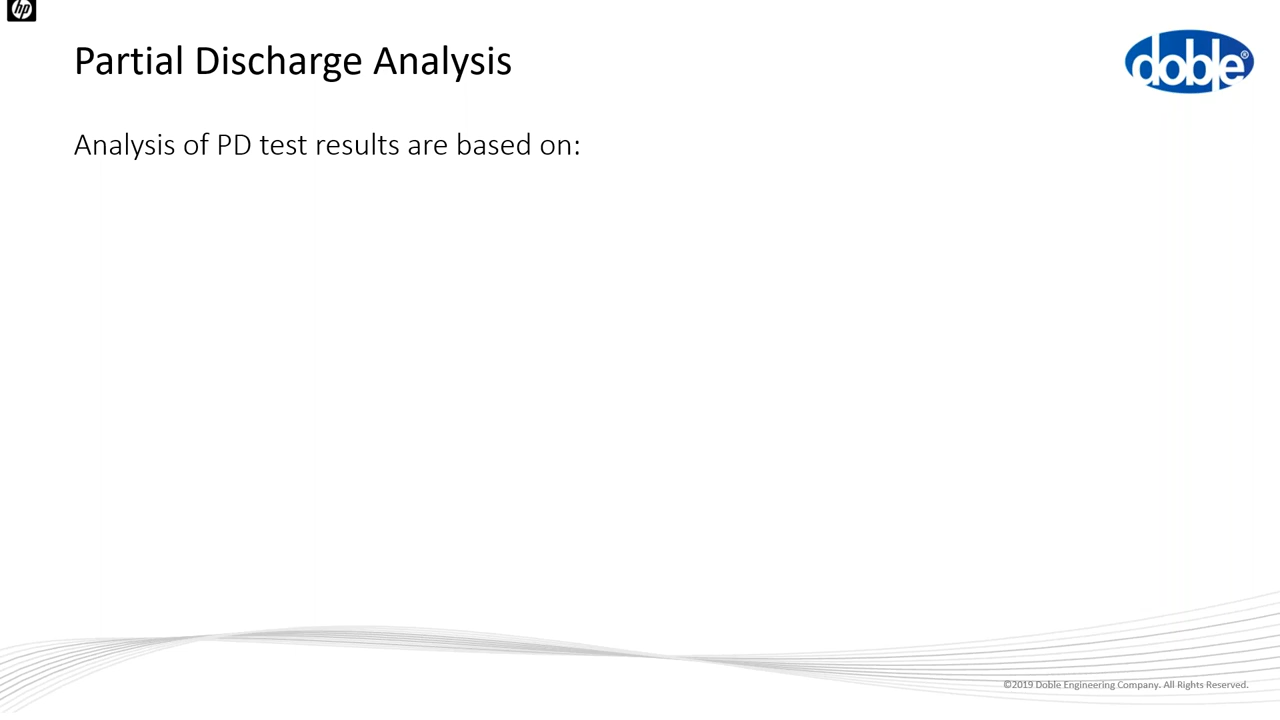 hp
Partial Discharge Analysis
doble®
Analysis of PD test results are based on:
©2019 Doble Engineering Company. All Rights Reserved.